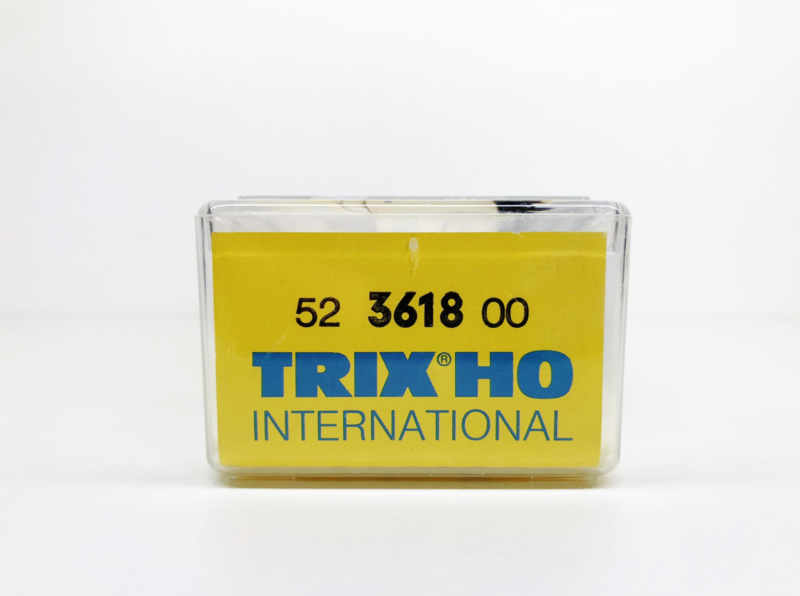 52 3618 00
TRIX® HO
INTERNATIONAL